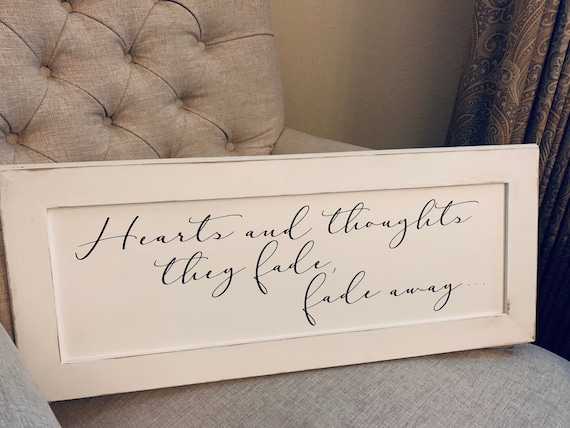 Hearts and thoughts
they fade,
fade away...